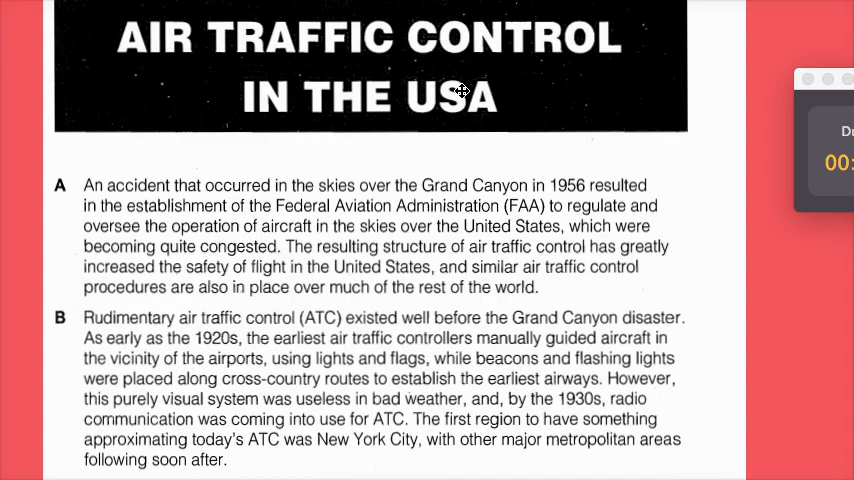 AIR TRAFFIC CONTROL
IN THE USA
A An accident that occurred in the skies over the Grand Canyon in 1956 resulted
in the establishment of the Federal Aviation Administration (FAA) to regulate and
oversee the operation of aircraft in the skies over the United States, which were
becoming quite congested. The resulting structure of air traffic control has greatly
increased the safety of flight in the United States, and similar air traffic control
procedures are also in place over much of the rest of the world.
B Rudimentary air traffic control (ATC) existed well before the Grand Canyon disaster.
As early as the 1920s, the earliest air traffic controllers manually guided aircraft in
the vicinity of the airports, using lights and flags, while beacons and flashing lights
were placed along cross-country routes to establish the earliest airways. However,
this purely visual system was useless in bad weather, and, by the 1930s, radio
communication was coming into use for ATC. The first region to have something
approximating today's ATC was New York City, with other major metropolitan areas
following soon after.
00: